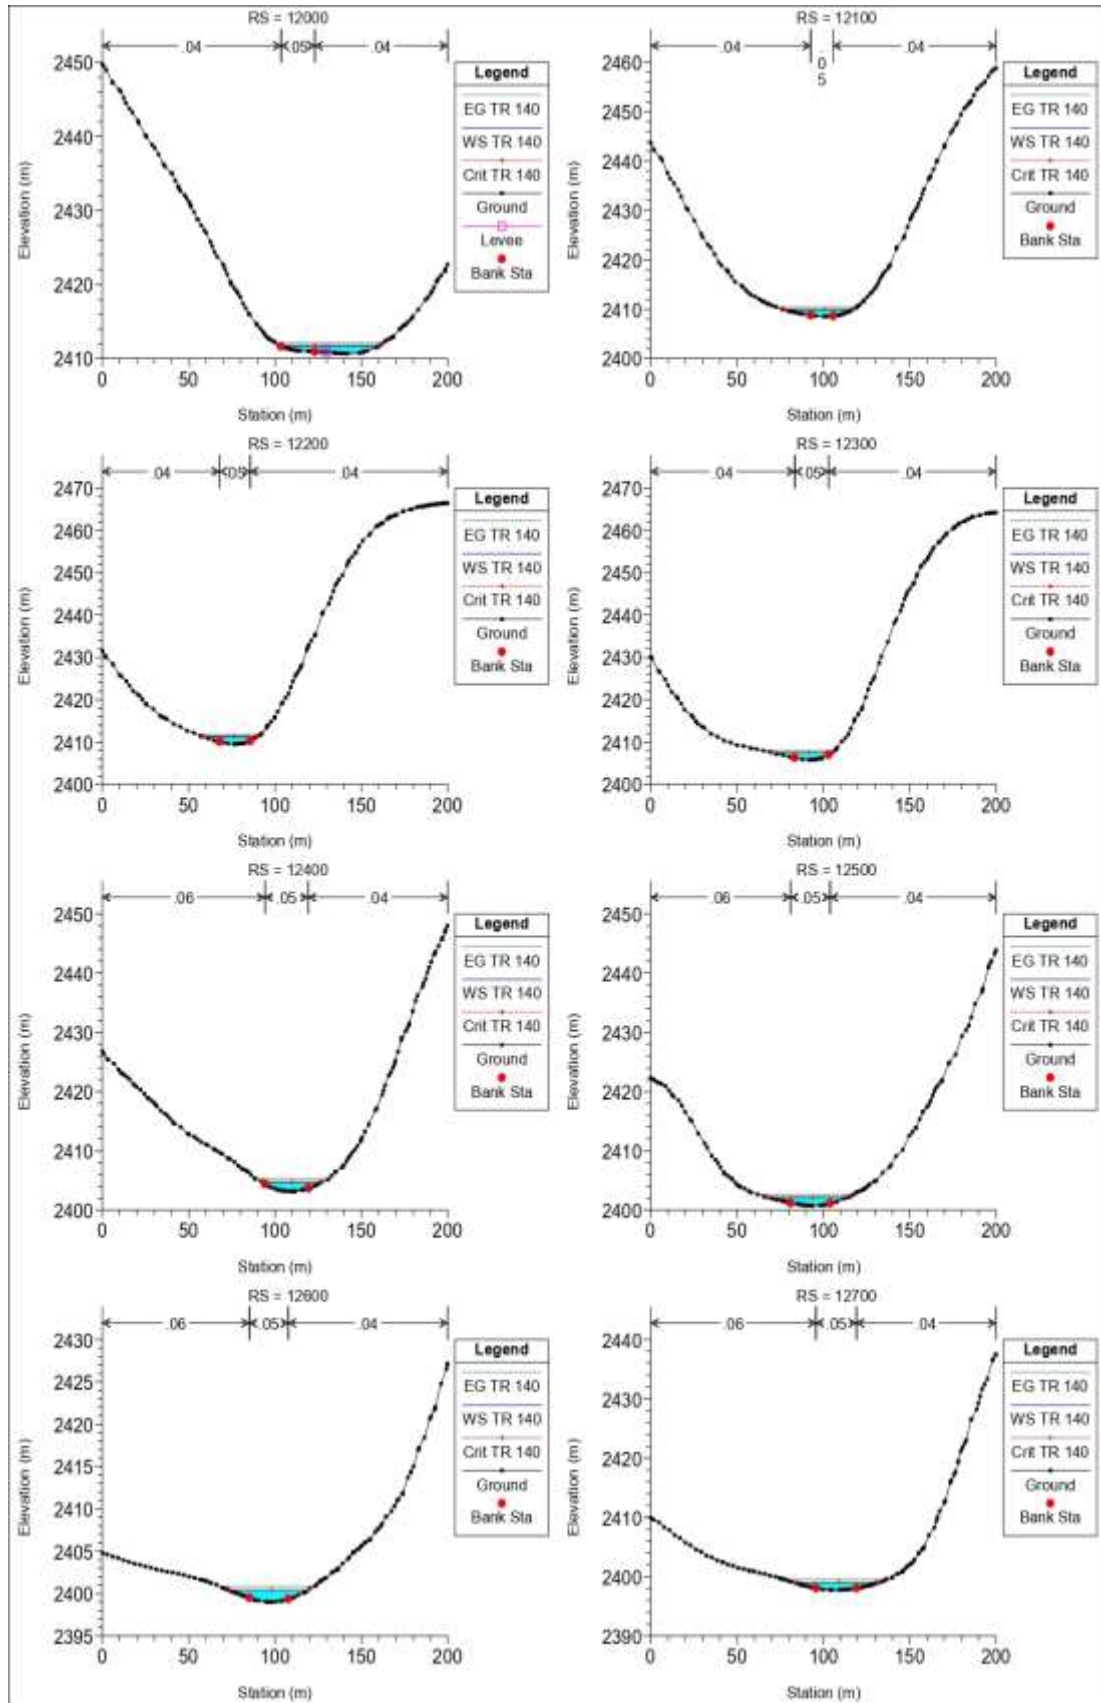 RS = 12000
.04 .05 .04
2450
2440
2430
2420
2410
0 50 100 150 200
Elevation (m)
Station (m)
Legend
EG TR 140
WS TR 140
Crit TR 140
Ground
Levee
Bank Sta
RS = 12100
.04 .05 .04
2460
2450
2440
2430
2420
2410
2400
0 50 100 150 200
Elevation (m)
Station (m)
Legend
EG TR 140
WS TR 140
Crit TR 140
Ground
Bank Sta
RS = 12200
.04 .05 .04
2470
2460
2450
2440
2430
2420
2410
2400
0 50 100 150 200
Elevation (m)
Station (m)
Legend
EG TR 140
WS TR 140
Crit TR 140
Ground
Bank Sta
RS = 12300
.04 .05 .04
2470
2460
2450
2440
2430
2420
2410
2400
0 50 100 150 200
Elevation (m)
Station (m)
Legend
EG TR 140
WS TR 140
Crit TR 140
Ground
Bank Sta
RS = 12400
.06 .05 .04
2450
2440
2430
2420
2410
2400
0 50 100 150 200
Elevation (m)
Station (m)
Legend
EG TR 140
WS TR 140
Crit TR 140
Ground
Bank Sta
RS = 12500
.06 .05 .04
2450
2440
2430
2420
2410
2400
0 50 100 150 200
Elevation (m)
Station (m)
Legend
EG TR 140
WS TR 140
Crit TR 140
Ground
Bank Sta
RS = 12600
.06 .05 .04
2430
2425
2420
2415
2410
2405
2400
2395
0 50 100 150 200
Elevation (m)
Station (m)
Legend
EG TR 140
WS TR 140
Crit TR 140
Ground
Bank Sta
RS = 12700
.06 .05 .04
2440
2430
2420
2410
2400
2390
0 50 100 150 200
Elevation (m)
Station (m)
Legend
EG TR 140
WS TR 140
Crit TR 140
Ground
Bank Sta